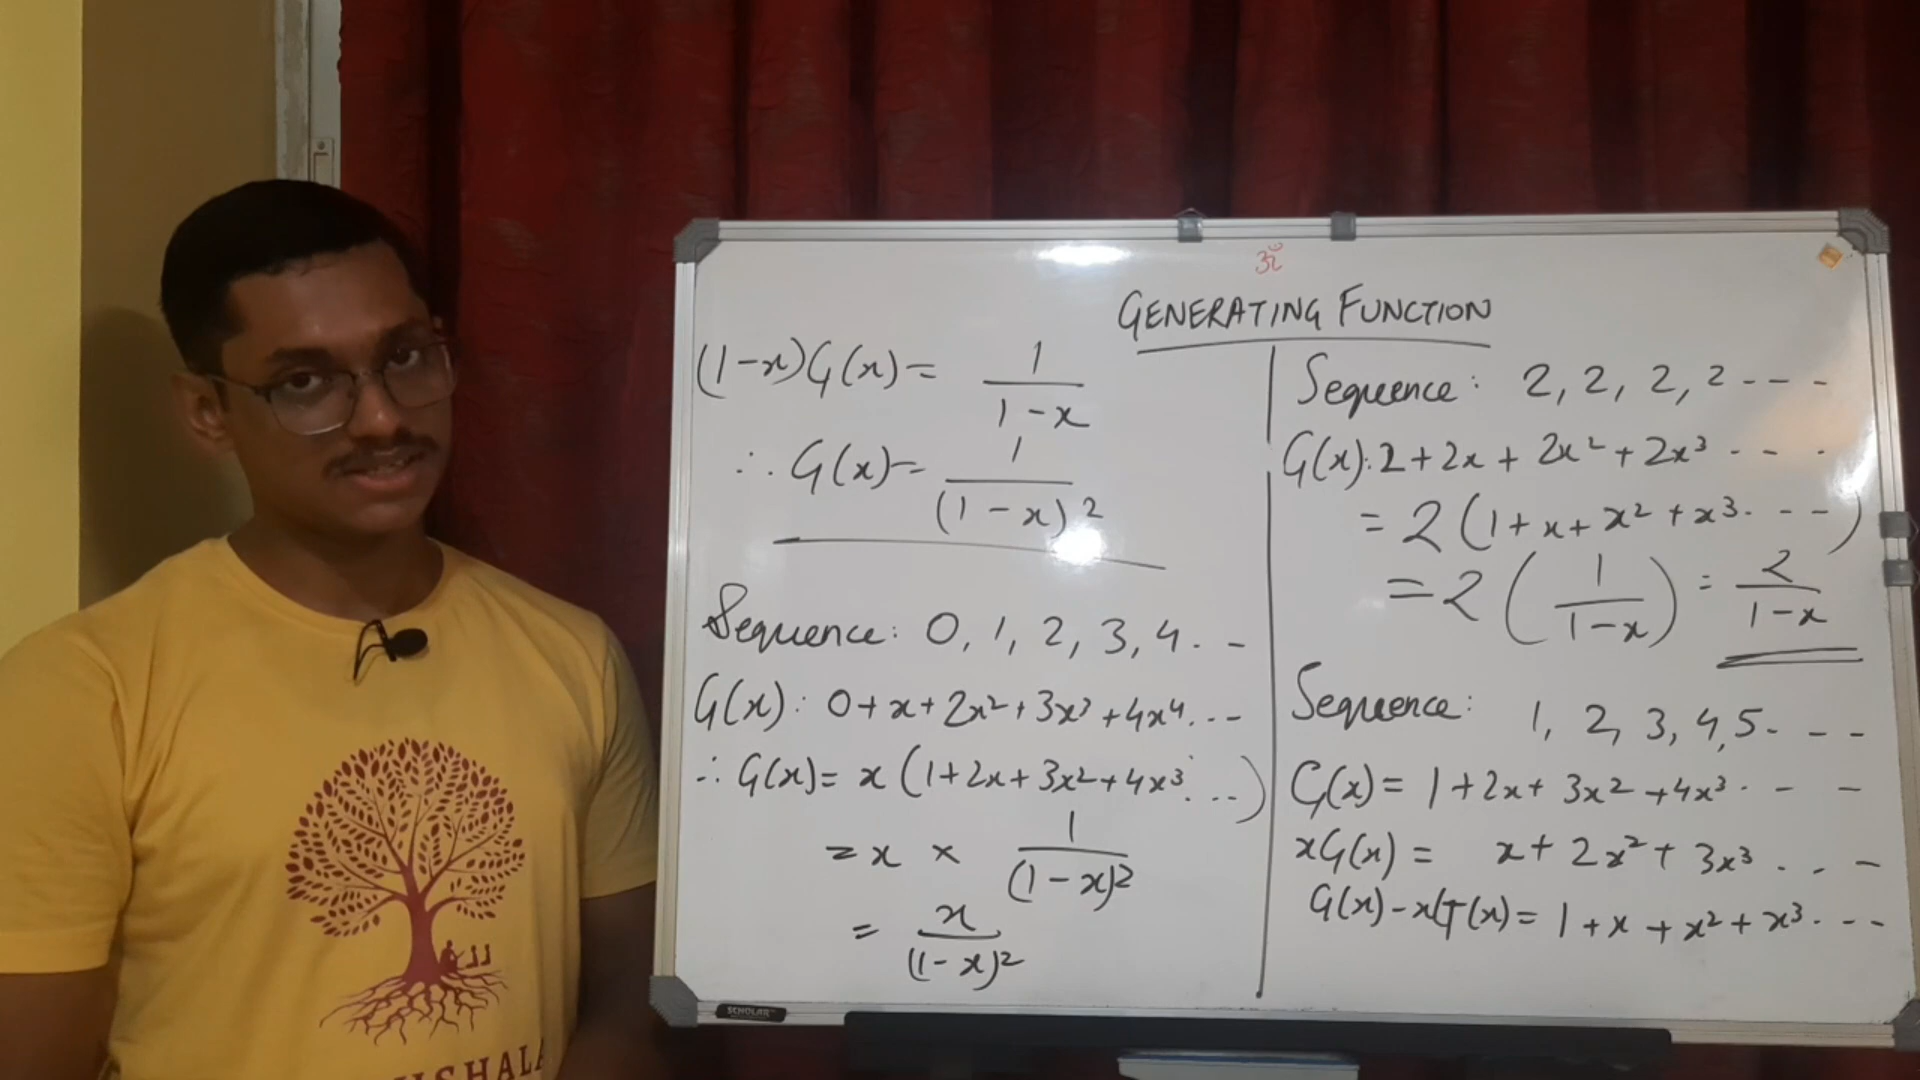 ॐ
GENERATING FUNCTION
(1-x)G(x) = 1/(1-x)
∴ G(x) = 1/(1-x)²
Sequence: 0, 1, 2, 3, 4. --
G(x): 0+x+2x²+3x³+4x⁴...--
∴ G(x) = x(1+2x+3x²+4x³...--)
= x × 1/(1-x)²
= x/(1-x)²
Sequence: 2, 2, 2, 2 ---
G(x): 2+2x+2x²+2x³ ---
= 2(1+x+x²+x³. ---)
= 2(1/(1-x)) = 2/(1-x)
Sequence: 1, 2, 3, 4, 5- ---
G(x) = 1+2x+3x²+4x³. - -
xG(x) = x+2x²+3x³ . . -
G(x)-xG(x) = 1+x+x²+x³. ---
SCHOLAR